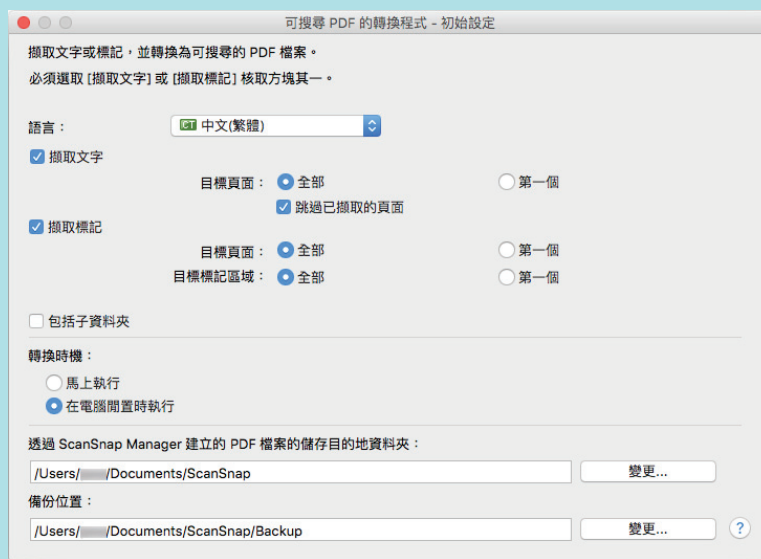 可搜尋 PDF 的轉換程式 - 初始設定
擷取文字或標記,並轉換為可搜尋的 PDF 檔案。
必須選取 [擷取文字] 或 [擷取標記] 核取方塊其一。
語言:
CT 中文(繁體)
擷取文字
目標頁面: 全部 第一個
跳過已擷取的頁面
擷取標記
目標頁面: 全部 第一個
目標標記區域: 全部 第一個
包括子資料夾
轉換時機:
馬上執行
在電腦閒置時執行
透過 ScanSnap Manager 建立的 PDF 檔案的儲存目的地資料夾:
/Users/ /Documents/ScanSnap 變更...
備份位置:
/Users/ /Documents/ScanSnap/Backup 變更... ?